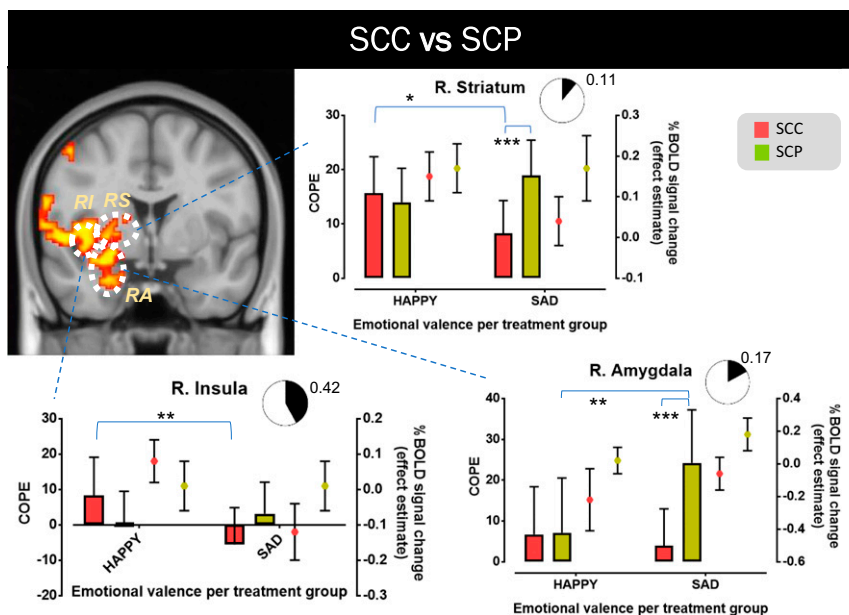 SCC vs SCP
RI RS
RA
R. Striatum
0.11
*
***
30
20
10
0
COPE
0.3
0.2
0.1
0.0
-0.1
%BOLD signal change
(effect estimate)
HAPPY SAD
Emotional valence per treatment group
SCC
SCP
R. Insula
0.42
**
30
20
10
0
-10
-20
COPE
0.2
0.1
0.0
-0.1
-0.2
-0.3
%BOLD signal change
(effect estimate)
HAPPY SAD
Emotional valence per treatment group
R. Amygdala
0.17
**
***
40
30
20
10
0
COPE
0.4
0.2
0.0
-0.2
-0.4
-0.6
%BOLD signal change
(effect estimate)
HAPPY SAD
Emotional valence per treatment group